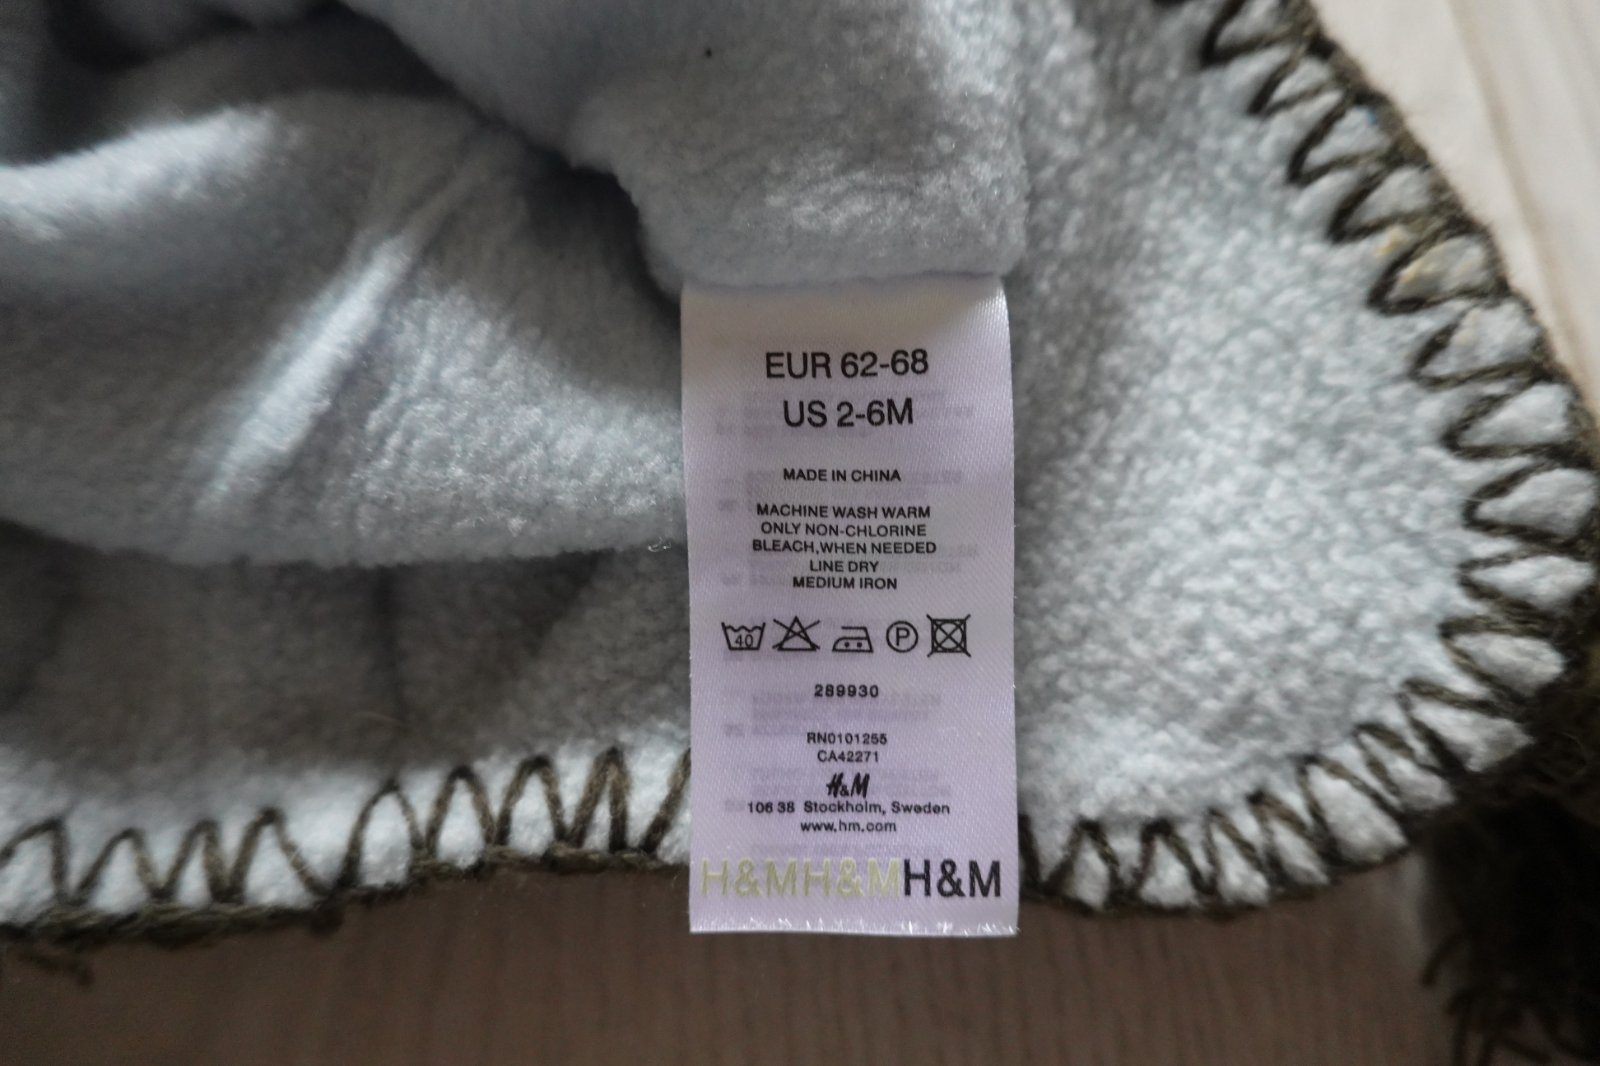 EUR 62-68
US 2-6M
MADE IN CHINA
MACHINE WASH WARM
ONLY NON-CHLORINE
BLEACH,WHEN NEEDED
LINE DRY
MEDIUM IRON
40 P
289930
RN0101255
CA42271
H&M
106 38 Stockholm, Sweden
www.hm.com
H&MH&MH&M